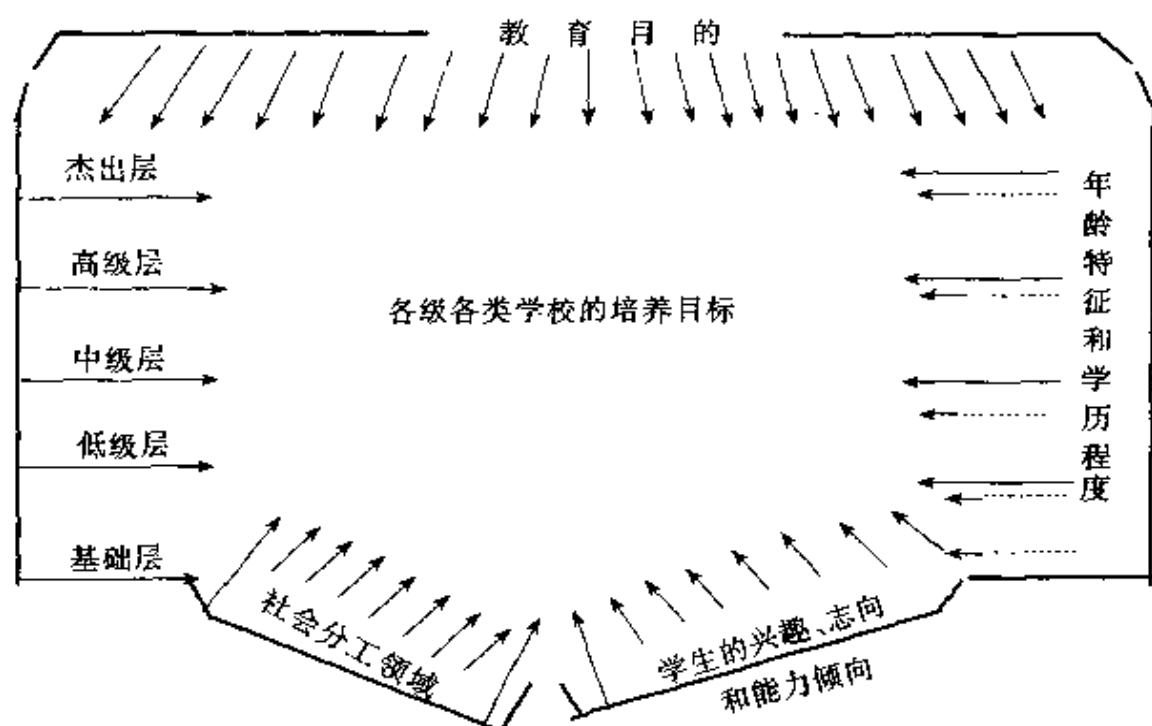 教育目的
杰出层
高级层
中级层
低级层
基础层
各级各类学校的培养目标
年龄特征和学历程度
社会分工领域
学生的兴趣、志向
和能力倾向